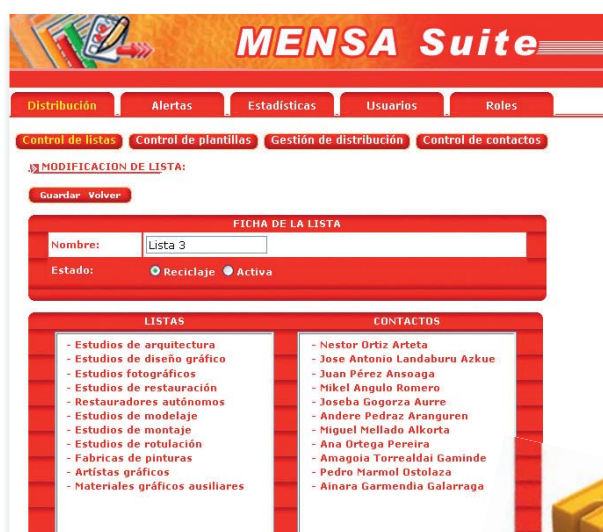 MENSA Suite
Distribución Alertas Estadísticas Usuarios Roles
Control de listas Control de plantillas Gestión de distribución Control de contactos
MODIFICACION DE LISTA:
Guardar Volver
FICHA DE LA LISTA
Nombre: Lista 3
Estado: Reciclaje Activa
LISTAS
- Estudios de arquitectura
- Estudios de diseño gráfico
- Estudios fotográficos
- Estudios de restauración
- Restauradores autónomos
- Estudios de modelaje
- Estudios de montaje
- Estudios de rotulación
- Fabricas de pinturas
- Artístas gráficos
- Materiales gráficos ausiliares
CONTACTOS
- Nestor Ortiz Arteta
- Jose Antonio Landaburu Azkue
- Juan Pérez Ansoaga
- Mikel Angulo Romero
- Joseba Gogorza Aurre
- Andere Pedraz Aranguren
- Miguel Mellado Alkorta
- Ana Ortega Pereira
- Amagoia Torrealdai Gaminde
- Pedro Marmol Ostolaza
- Ainara Garmendia Galarraga